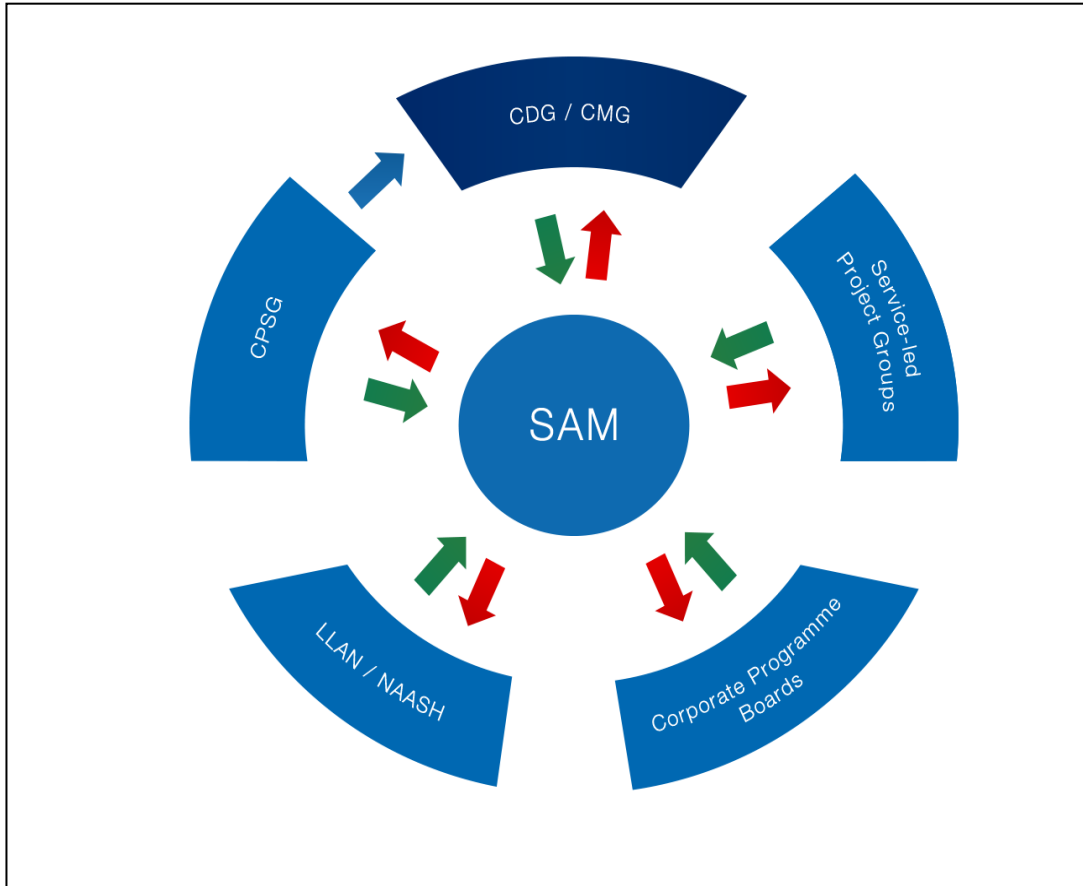 CDG / CMG
Service-led
Project Groups
CPSG
SAM
LLAN / NAASH
Corporate Programme
Boards